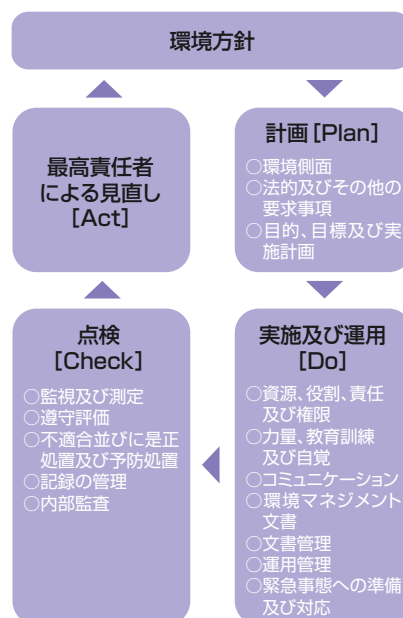 環境方針
最高責任者
による見直し
[Act]
計画[Plan]
○環境側面
○法的及びその他の
要求事項
○目的、目標及び実
施計画
点検
[Check]
○監視及び測定
○遵守評価
○不適合並びに是正
処置及び予防処置
○記録の管理
○内部監査
実施及び運用
[Do]
○資源、役割、責任
及び権限
○力量、教育訓練
及び自覚
○コミュニケーション
○環境マネジメント
文書
○文書管理
○運用管理
○緊急事態への準備
及び対応